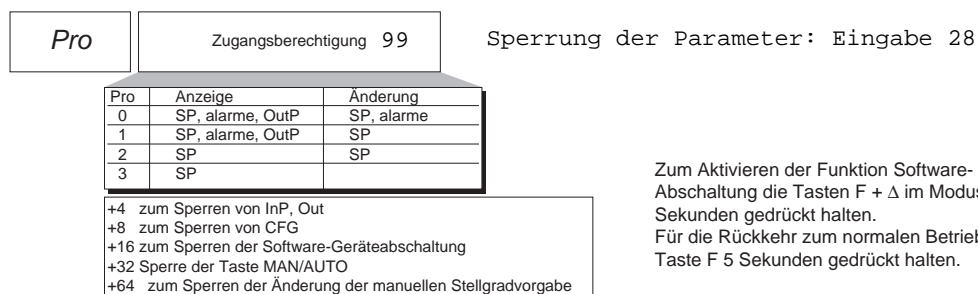 Pro Zugangsberechtigung 99 Sperrung der Parameter: Eingabe 28
Pro Anzeige Änderung
0 SP, alarme, OutP SP, alarme
1 SP, alarme, OutP SP
2 SP SP
3 SP
+4 zum Sperren von InP, Out
+8 zum Sperren von CFG
+16 zum Sperren der Software-Geräteabschaltung
+32 Sperre der Taste MAN/AUTO
+64 zum Sperren der Änderung der manuellen Stellgradvorgabe
Zum Aktivieren der Funktion Software-
Abschaltung die Tasten F + Δ im Modus
Sekunden gedrückt halten.
Für die Rückkehr zum normalen Betrieb
Taste F 5 Sekunden gedrückt halten.